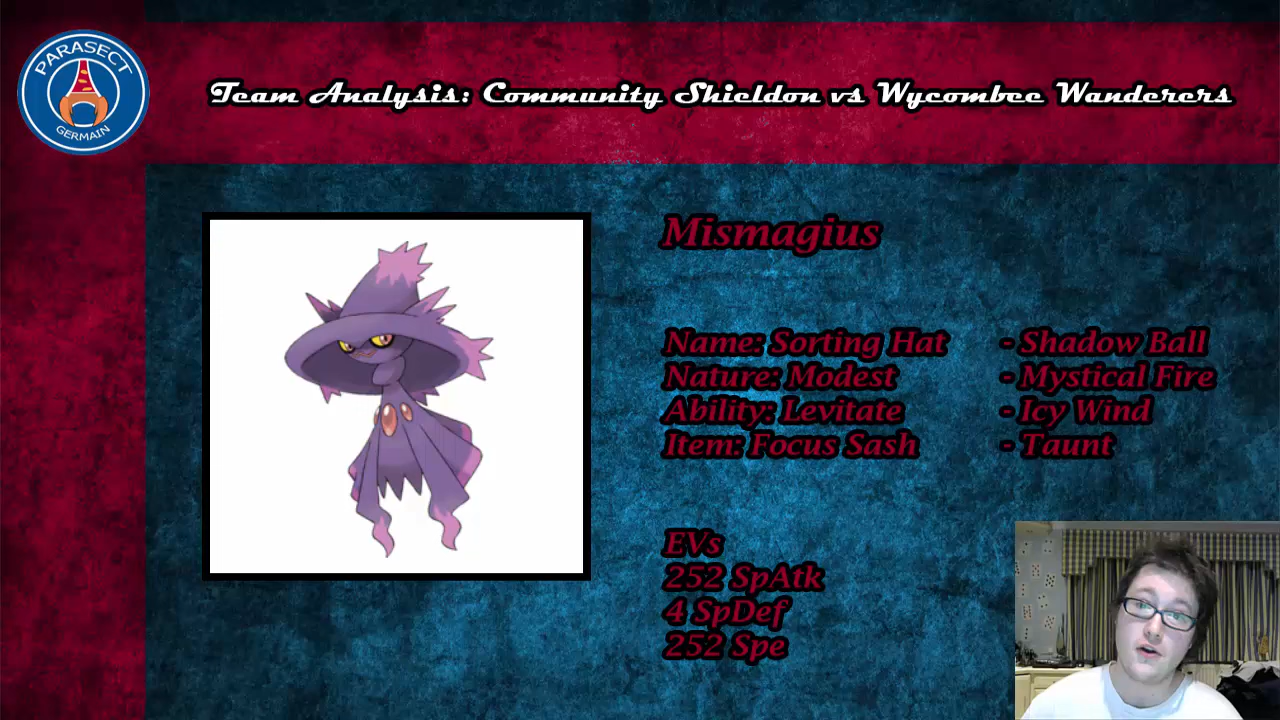 PARASECT
GERMAIN
Team Analysis: Community Shieldon vs Wycombee Wanderers
Mismagius
Name: Sorting Hat
Nature: Modest
Ability: Levitate
Item: Focus Sash
- Shadow Ball
- Mystical Fire
- Icy Wind
- Taunt
EVs
252 SpAtk
4 SpDef
252 Spe